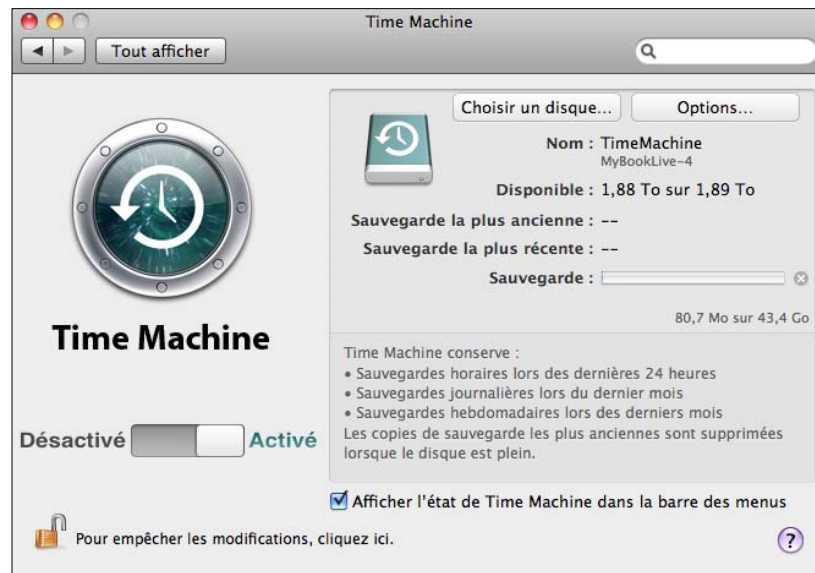 Time Machine
Tout afficher
Choisir un disque...
Options...
Nom : TimeMachine
MyBookLive-4
Disponible : 1,88 To sur 1,89 To
Sauvegarde la plus ancienne : --
Sauvegarde la plus récente : --
Sauvegarde :
80,7 Mo sur 43,4 Go
Time Machine
Désactivé
Activé
Time Machine conserve :
• Sauvegardes horaires lors des dernières 24 heures
• Sauvegardes journalières lors du dernier mois
• Sauvegardes hebdomadaires lors des derniers mois
Les copies de sauvegarde les plus anciennes sont supprimées
lorsque le disque est plein.
Afficher l'état de Time Machine dans la barre des menus
Pour empêcher les modifications, cliquez ici.
?